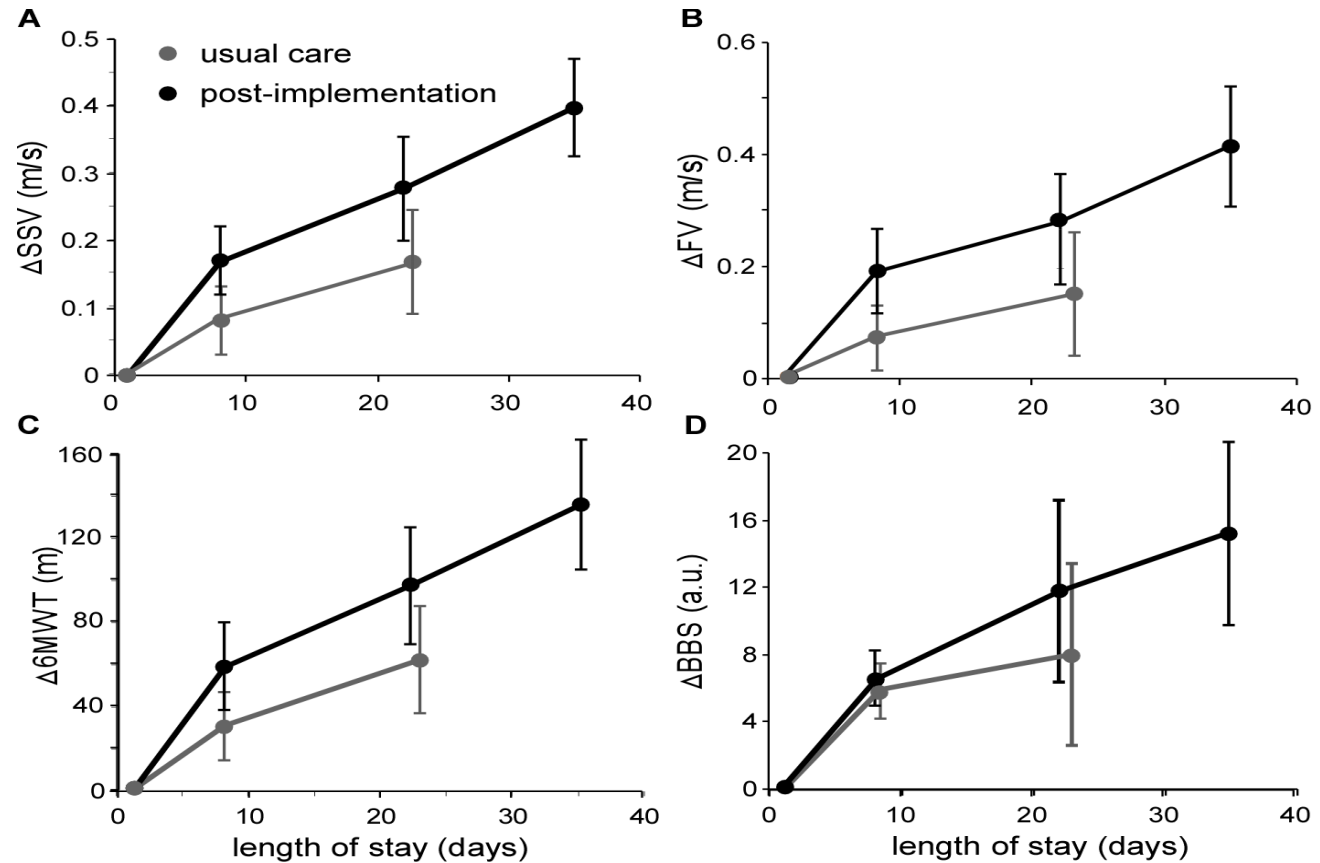 A
ΔSSV (m/s)
0.5
0.4
0.3
0.2
0.1
0
usual care
post-implementation
0 10 20 30 40
B
ΔFV (m/s)
0.6
0.4
0.2
0
0 10 20 30 40
C
Δ6MWT (m)
160
120
80
40
0
0 10 20 30 40
length of stay (days)
D
ΔBBS (a.u.)
20
16
12
8
4
0
0 10 20 30 40
length of stay (days)